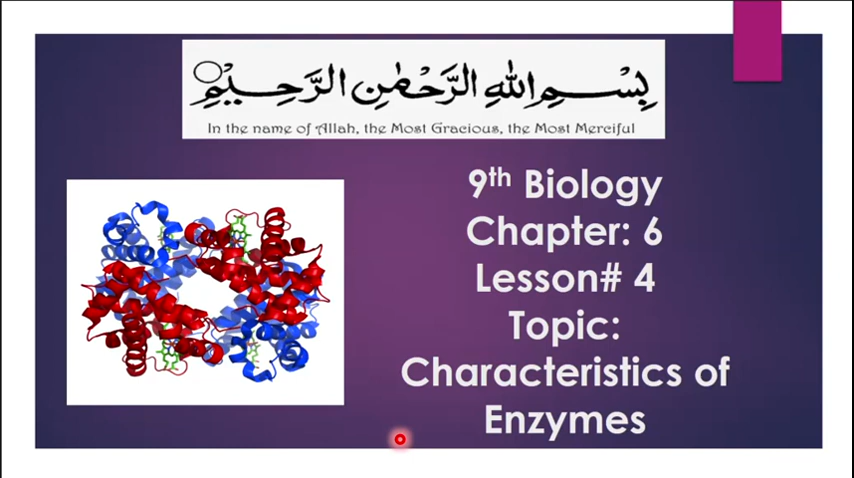 بِسْمِ اللهِ الرَّحْمٰنِ الرَّحِيْمِ
In the name of Allah, the Most Gracious, the Most Merciful
9th Biology
Chapter: 6
Lesson# 4
Topic:
Characteristics of
Enzymes